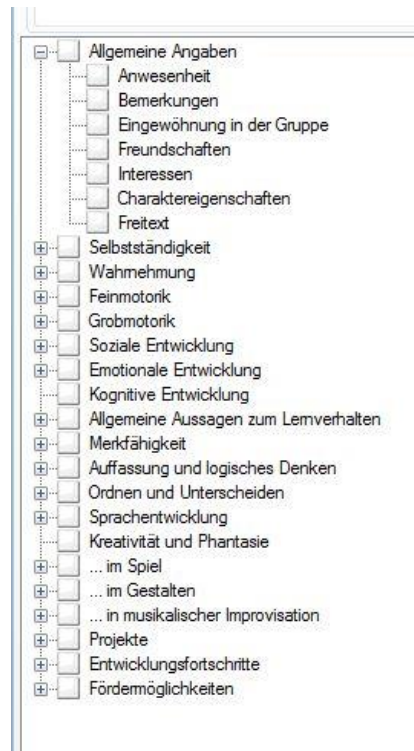 Allgemeine Angaben
Anwesenheit
Bemerkungen
Eingewöhnung in der Gruppe
Freundschaften
Interessen
Charaktereigenschaften
Freitext
Selbstständigkeit
Wahrnehmung
Feinmotorik
Grobmotorik
Soziale Entwicklung
Emotionale Entwicklung
Kognitive Entwicklung
Allgemeine Aussagen zum Lernverhalten
Merkfähigkeit
Auffassung und logisches Denken
Ordnen und Unterscheiden
Sprachentwicklung
Kreativität und Phantasie
... im Spiel
... im Gestalten
... in musikalischer Improvisation
Projekte
Entwicklungsfortschritte
Fördermöglichkeiten